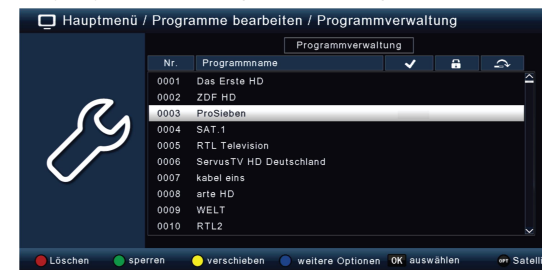 Hauptmenü / Programme bearbeiten / Programmverwaltung
Programmverwaltung
Nr. Programmname
0001 Das Erste HD
0002 ZDF HD
0003 ProSieben
0004 SAT.1
0005 RTL Television
0006 ServusTV HD Deutschland
0007 kabel eins
0008 arte HD
0009 WELT
0010 RTL2
Löschen sperren verschieben weitere Optionen OK auswählen OPT Satelli